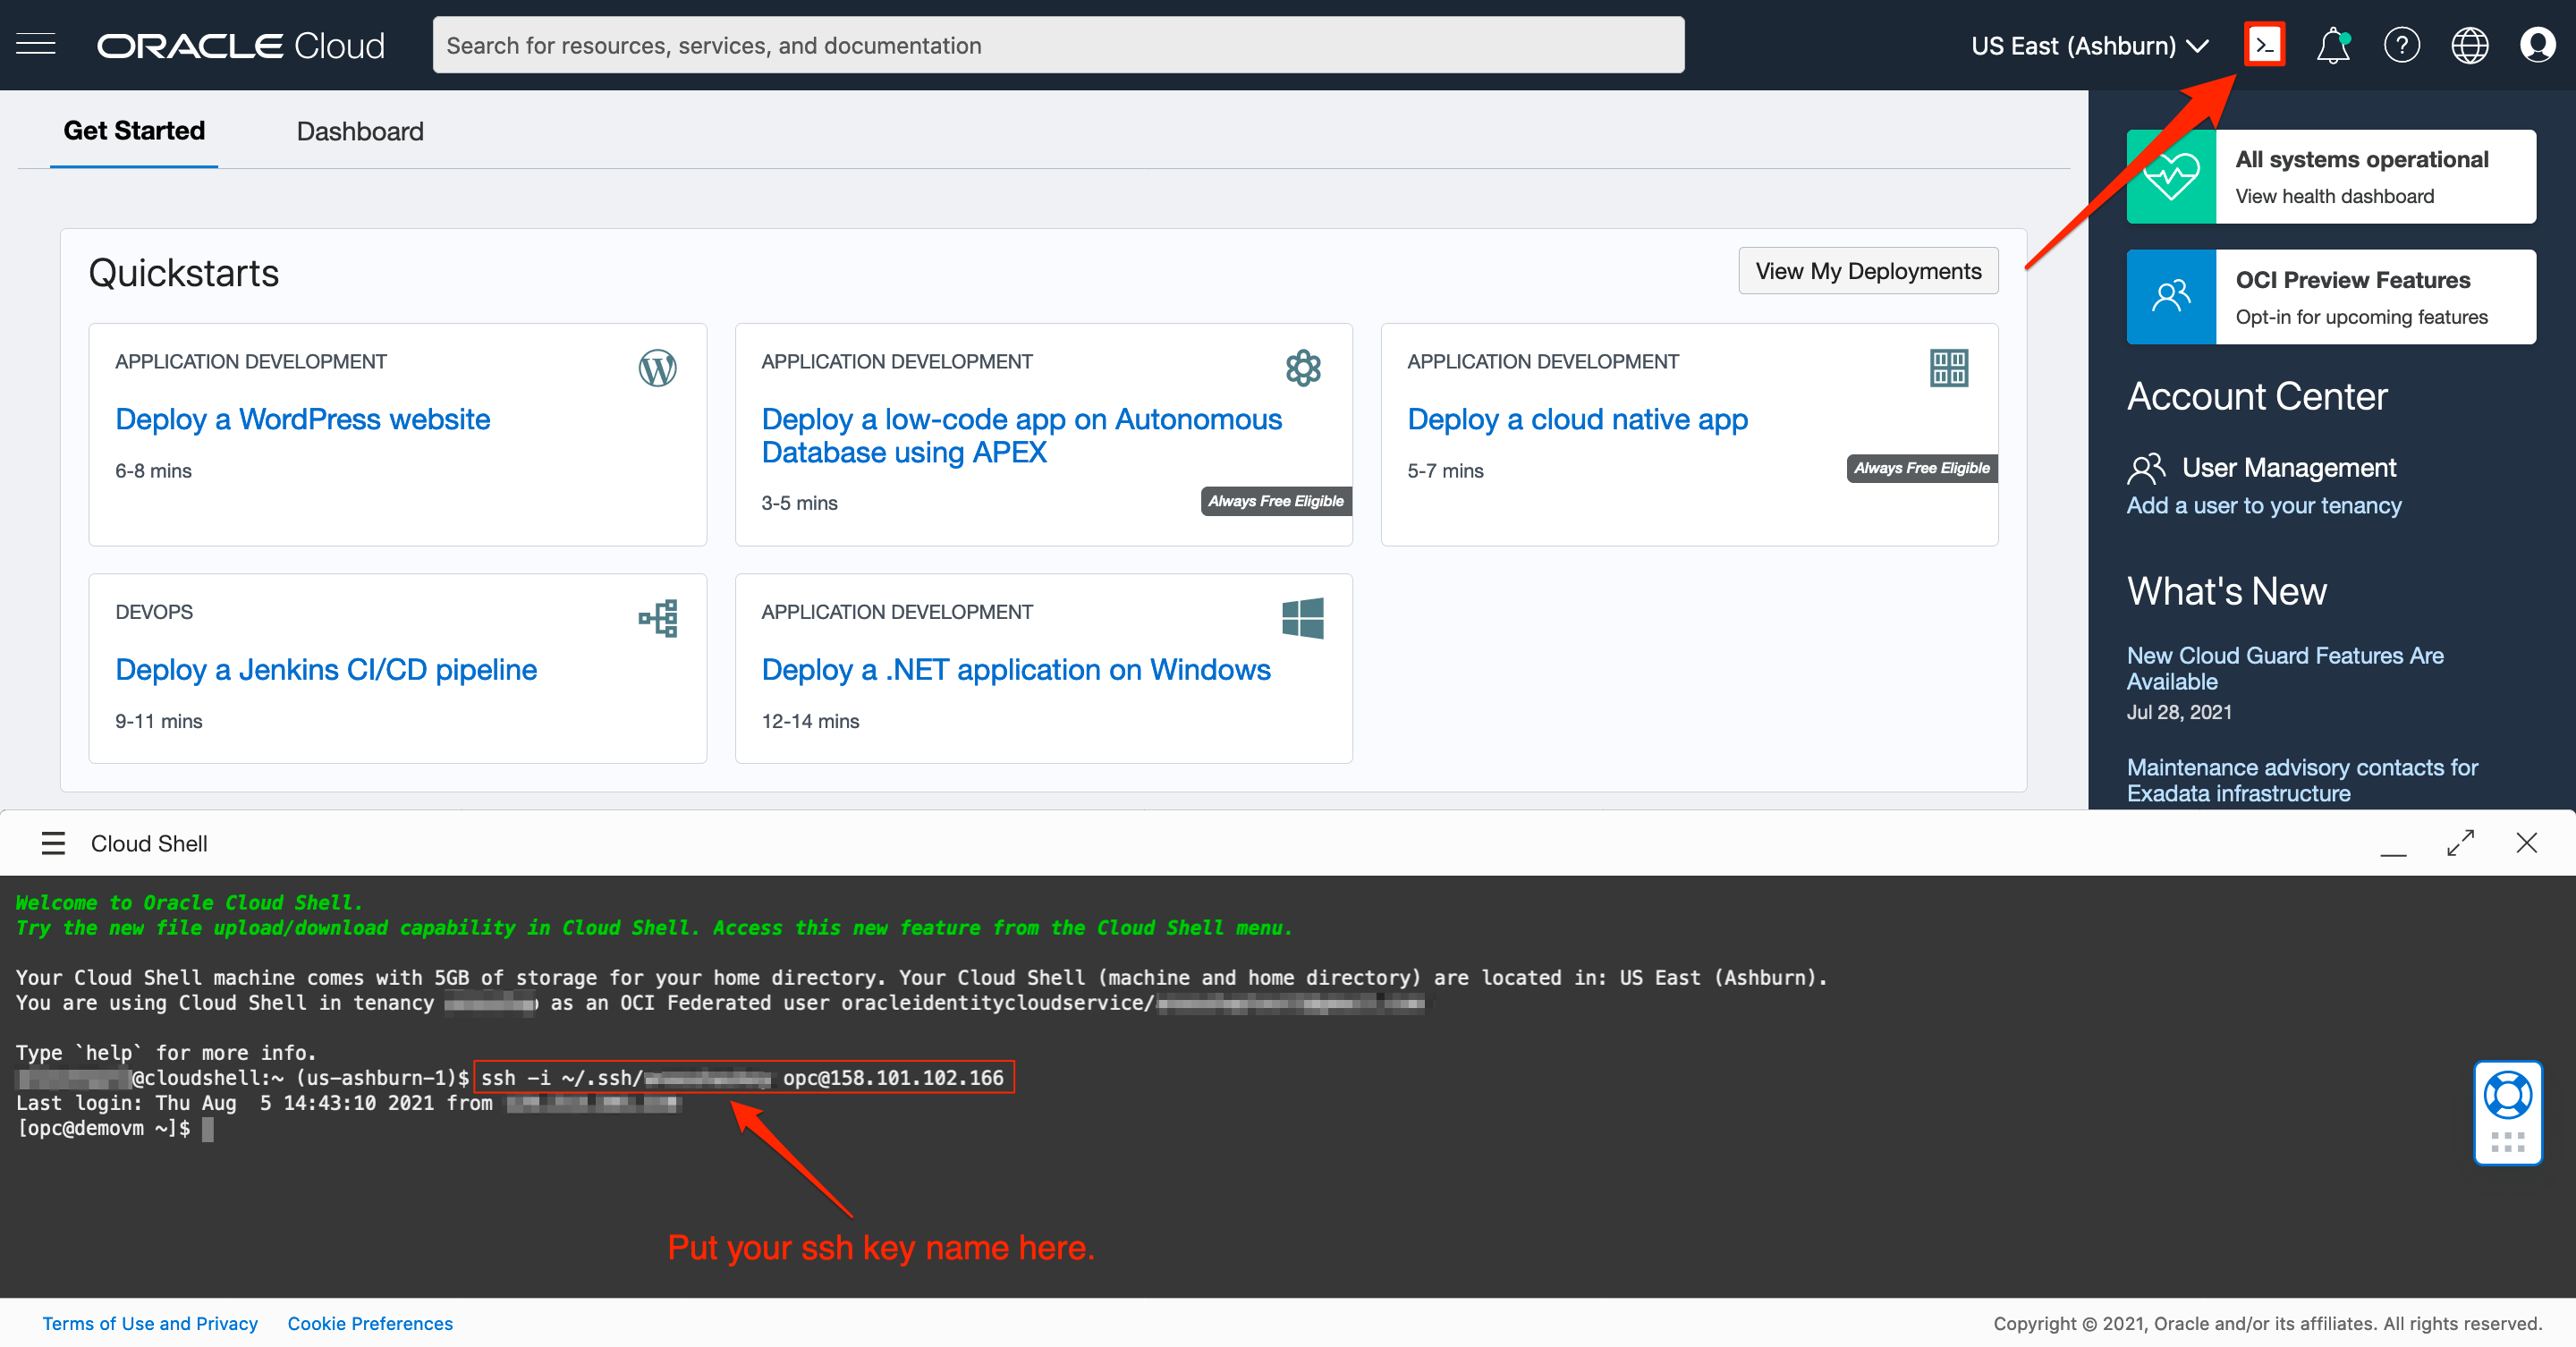 ORACLE Cloud
Search for resources, services, and documentation
US East (Ashburn)
Get Started
Dashboard
All systems operational
View health dashboard
Quickstarts
View My Deployments
OCI Preview Features
Opt-in for upcoming features
APPLICATION DEVELOPMENT
Deploy a WordPress website
6-8 mins
APPLICATION DEVELOPMENT
Deploy a low-code app on Autonomous
Database using APEX
3-5 mins
Always Free Eligible
APPLICATION DEVELOPMENT
Deploy a cloud native app
5-7 mins
Always Free Eligible
Account Center
User Management
Add a user to your tenancy
DEVOPS
Deploy a Jenkins CI/CD pipeline
9-11 mins
APPLICATION DEVELOPMENT
Deploy a .NET application on Windows
12-14 mins
What's New
New Cloud Guard Features Are
Available
Jul 28, 2021
Maintenance advisory contacts for
Exadata infrastructure
Cloud Shell
Welcome to Oracle Cloud Shell.
Try the new file upload/download capability in Cloud Shell. Access this new feature from the Cloud Shell menu.
Your Cloud Shell machine comes with 5GB of storage for your home directory. Your Cloud Shell (machine and home directory) are located in: US East (Ashburn).
You are using Cloud Shell in tenancy as an OCI Federated user oracleidentitycloudservice/
Type `help` for more info.
@cloudshell:~ (us-ashburn-1)$ ssh -i ~/.ssh/ opc@158.101.102.166
Last login: Thu Aug  5 14:43:10 2021 from
[opc@demovm ~]$
Put your ssh key name here.
Terms of Use and Privacy
Cookie Preferences
Copyright © 2021, Oracle and/or its affiliates. All rights reserved.